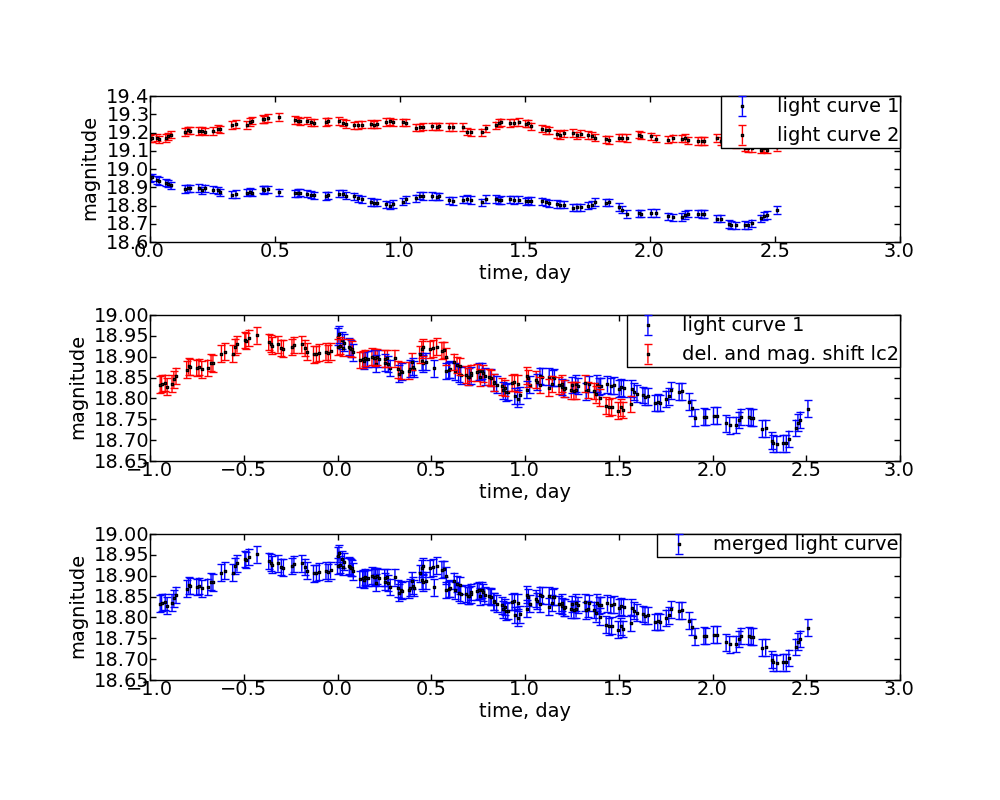 19.4
19.3
19.2
19.1
19.0
18.9
18.8
18.7
18.6
magnitude
light curve 1
light curve 2
0.0 0.5 1.0 1.5 2.0 2.5 3.0
time, day
19.00
18.95
18.90
18.85
18.80
18.75
18.70
18.65
magnitude
light curve 1
del. and mag. shift lc2
−1.0 −0.5 0.0 0.5 1.0 1.5 2.0 2.5 3.0
time, day
19.00
18.95
18.90
18.85
18.80
18.75
18.70
18.65
magnitude
merged light curve
−1.0 −0.5 0.0 0.5 1.0 1.5 2.0 2.5 3.0
time, day